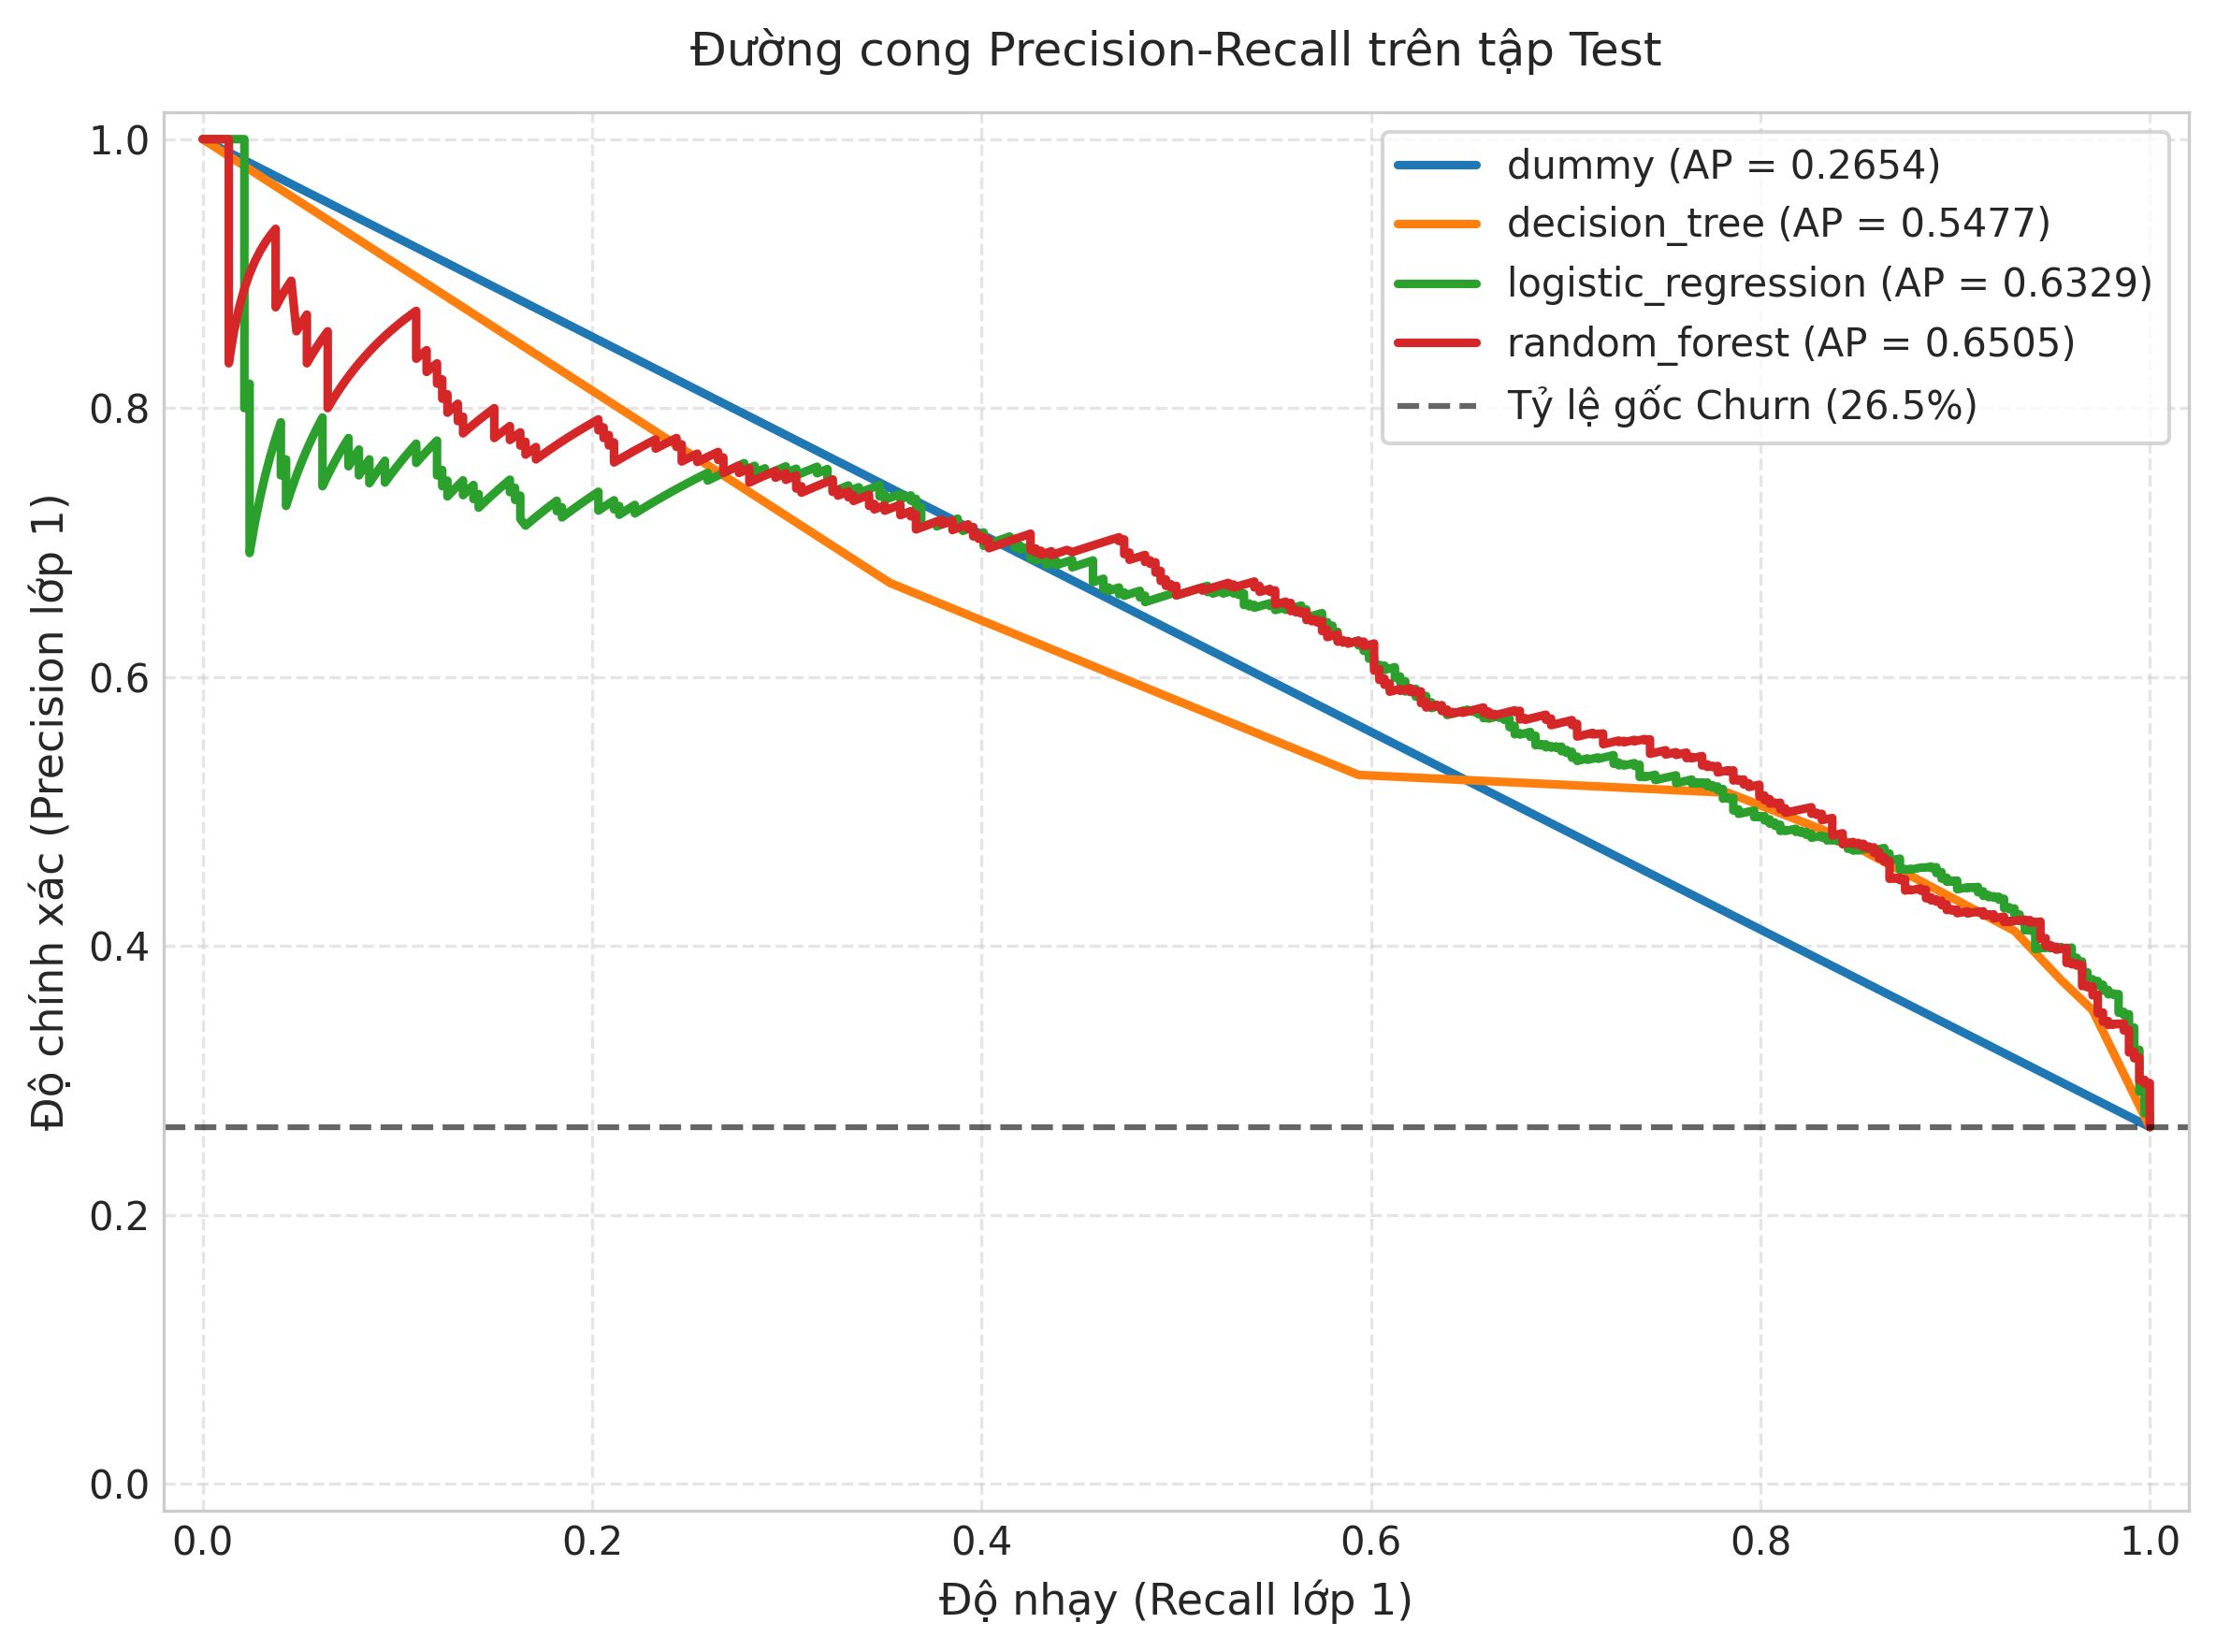 Đường cong Precision-Recall trên tập Test
dummy (AP = 0.2654)
decision_tree (AP = 0.5477)
logistic_regression (AP = 0.6329)
random_forest (AP = 0.6505)
Tỷ lệ gốc Churn (26.5%)
Độ chính xác (Precision lớp 1)
1.0
0.8
0.6
0.4
0.2
0.0
0.0 0.2 0.4 0.6 0.8 1.0
Độ nhạy (Recall lớp 1)